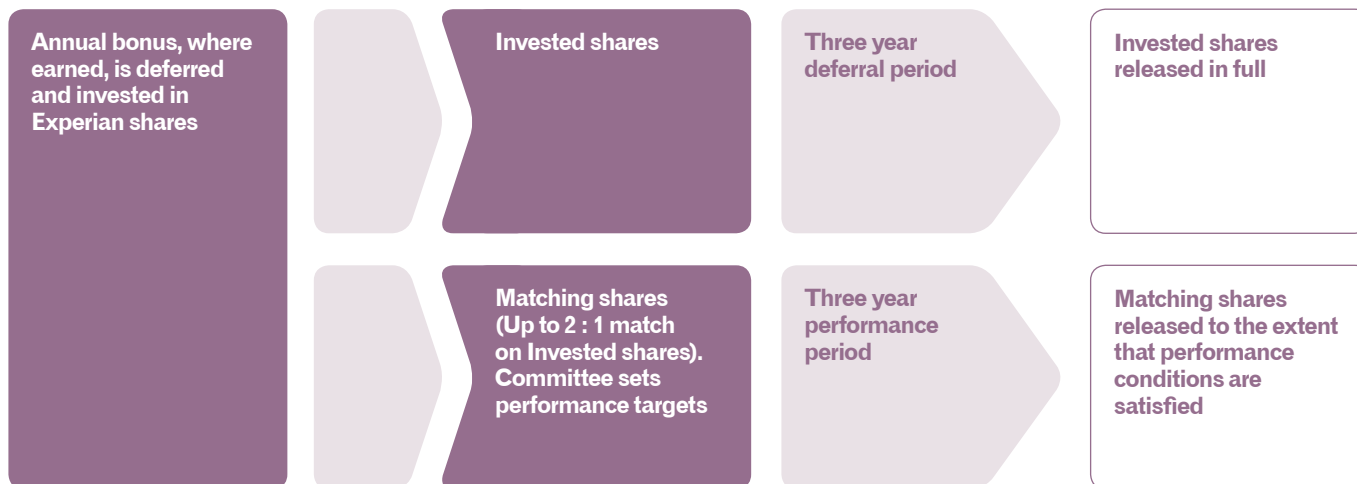 Annual bonus, where
earned, is deferred
and invested in
Experian shares
Invested shares
Three year
deferral period
Invested shares
released in full
Matching shares
(Up to 2 : 1 match
on Invested shares).
Committee sets
performance targets
Three year
performance
period
Matching shares
released to the extent
that performance
conditions are
satisfied